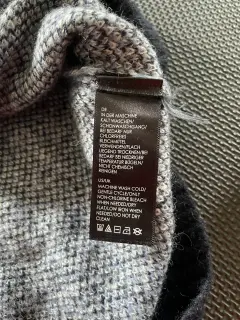 DE
IN DER MASCHINE
KALT WASCHEN/
SCHONWASCHGANG/
BEI BEDARF NUR
CHLORFREIES
BLEICHMITTEL
VERWENDEN/FLACH
LIEGEND TROCKNEN/BEI
BEDARF BEI NIEDRIGER
TEMPERATUR BÜGELN/
NICHT CHEMISCH
REINIGEN
US/UK
MACHINE WASH COLD/
GENTLE CYCLE/ONLY
NON-CHLORINE BLEACH
WHEN NEEDED/DRY
FLAT/LOW IRON WHEN
NEEDED/DO NOT DRY
CLEAN